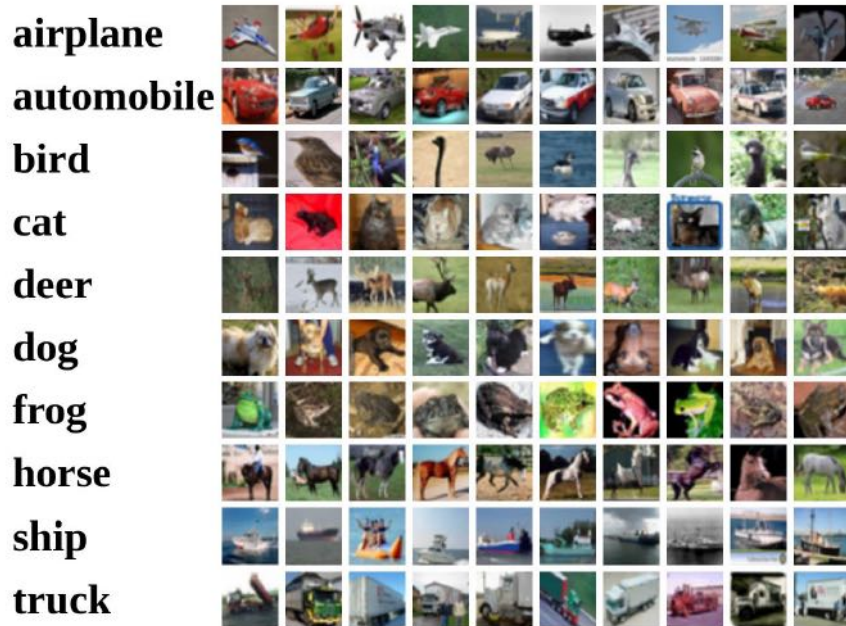 airplane
automobile
bird
cat
deer
dog
frog
horse
ship
truck